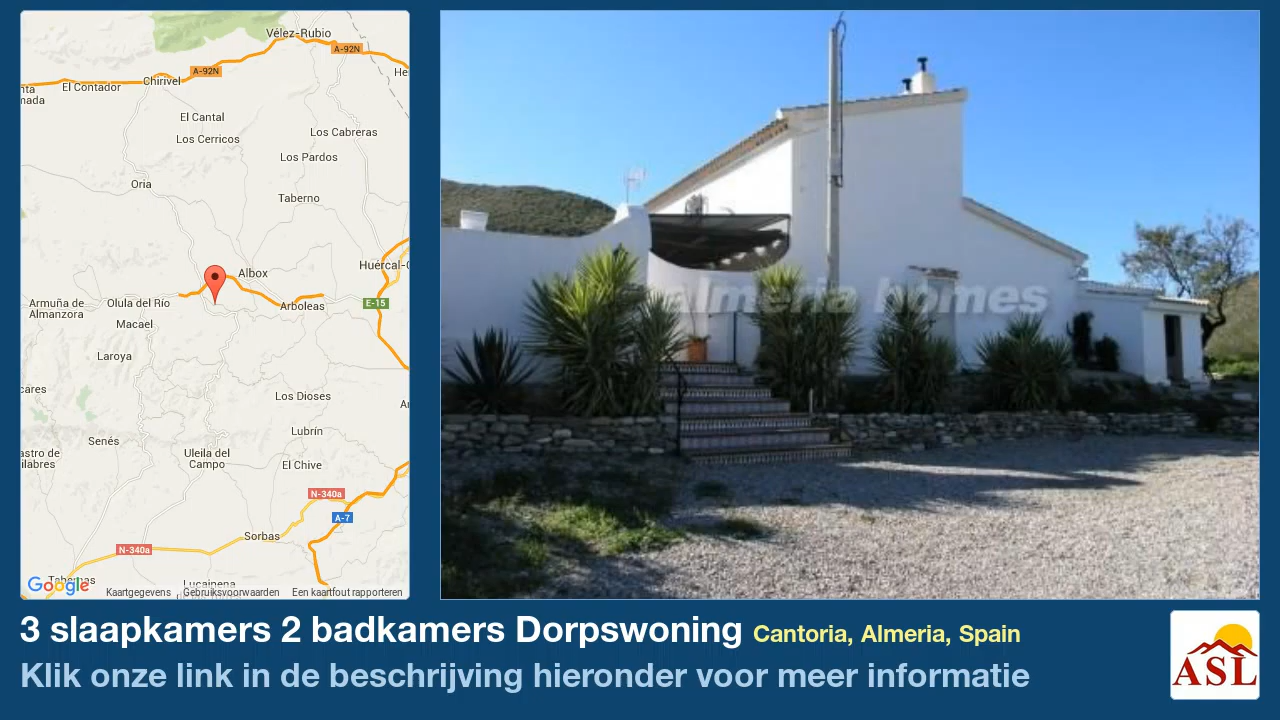 Vélez-Rubio
A-92N
A-92N
Chirivel
El Contador
El Cantal
Los Cerricos
Los Cabreras
Los Pardos
Oria
Taberno
Albox
Huércal-O
Armuña de
Almanzora
Olula del Río
Arboleas
E-15
Macael
Laroya
Los Dioses
Lubrín
Senés
Uleila del
Campo
El Chive
N-340a
A-7
Sorbas
N-340a
Tabernas
Lucainena
Google
Kaartgegevens Gebruiksvoorwaarden Een kaartfout rapporteren
almeria homes
3 slaapkamers 2 badkamers Dorpswoning Cantoria, Almeria, Spain
Klik onze link in de beschrijving hieronder voor meer informatie
ASL